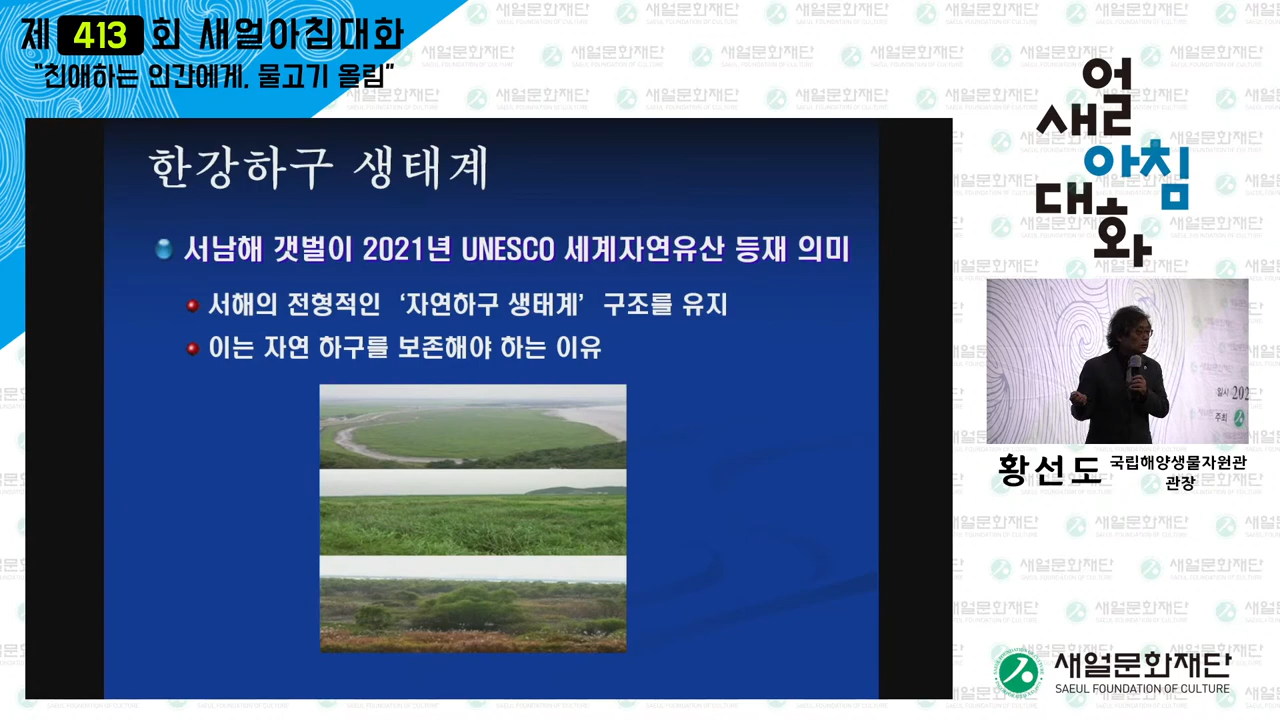 제 413 회 새얼아침대화
"친애하는 인간에게, 물고기 올림"
한강하구 생태계
서남해 갯벌이 2021년 UNESCO 세계자연유산 등재 의미
서해의 전형적인 ‘자연하구 생태계’ 구조를 유지
이는 자연 하구를 보존해야 하는 이유
새얼
아침
대화
일시 202
주최
황선도 국립해양생물자원관
관장
새얼문화재단
SAEUL FOUNDATION OF CULTURE